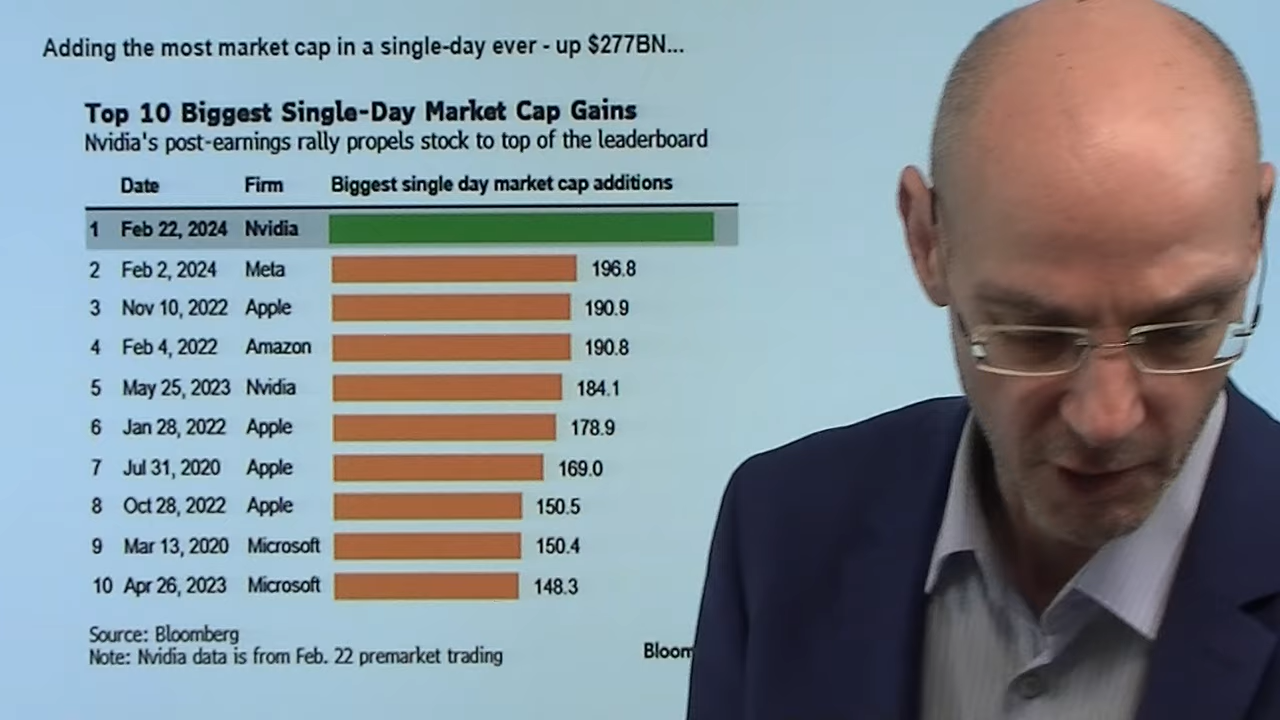 Adding the most market cap in a single-day ever - up $277BN...
Top 10 Biggest Single-Day Market Cap Gains
Nvidia's post-earnings rally propels stock to top of the leaderboard
Date Firm Biggest single day market cap additions
1 Feb 22, 2024 Nvidia
2 Feb 2, 2024 Meta 196.8
3 Nov 10, 2022 Apple 190.9
4 Feb 4, 2022 Amazon 190.8
5 May 25, 2023 Nvidia 184.1
6 Jan 28, 2022 Apple 178.9
7 Jul 31, 2020 Apple 169.0
8 Oct 28, 2022 Apple 150.5
9 Mar 13, 2020 Microsoft 150.4
10 Apr 26, 2023 Microsoft 148.3
Source: Bloomberg
Note: Nvidia data is from Feb. 22 premarket trading
Bloom